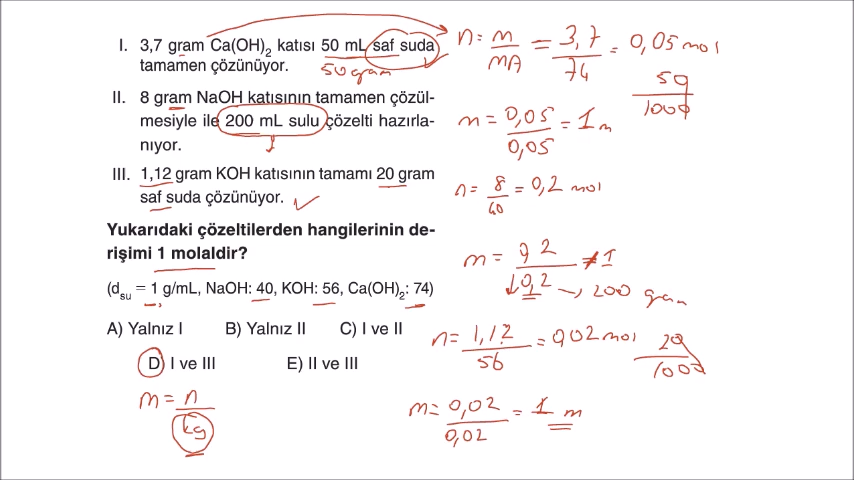 I. 3,7 gram Ca(OH)₂ katısı 50 mL saf suda
tamamen çözünüyor.
50 gram
II. 8 gram NaOH katısının tamamen çözül-
mesiyle ile 200 mL sulu çözelti hazırla-
nıyor.
III. 1,12 gram KOH katısının tamamı 20 gram
saf suda çözünüyor.
Yukarıdaki çözeltilerden hangilerinin de-
rişimi 1 molaldir?
(dsu = 1 g/mL, NaOH: 40, KOH: 56, Ca(OH)₂: 74)
A) Yalnız I B) Yalnız II C) I ve II
D) I ve III E) II ve III
m = n / kg
n = m / MA = 3,7 / 74 = 0,05 mol
50 / 1000
m = 0,05 / 0,05 = 1 m
n = 8 / 40 = 0,2 mol
m = 0,2 / 0,2 ≠ 1
→ 200 gram
n = 1,12 / 56 = 0,02 mol
20 / 1000
m = 0,02 / 0,02 = 1 m